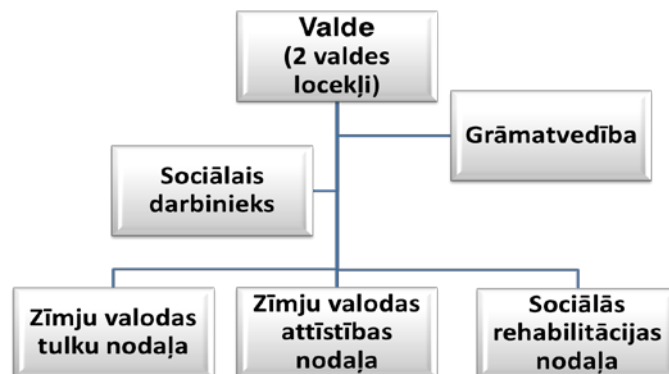 Valde
(2 valdes
locekļi)
Grāmatvedība
Sociālais
darbinieks
Zīmju valodas
tulku nodaļa
Zīmju valodas
attīstības
nodaļa
Sociālās
rehabilitācijas
nodaļa